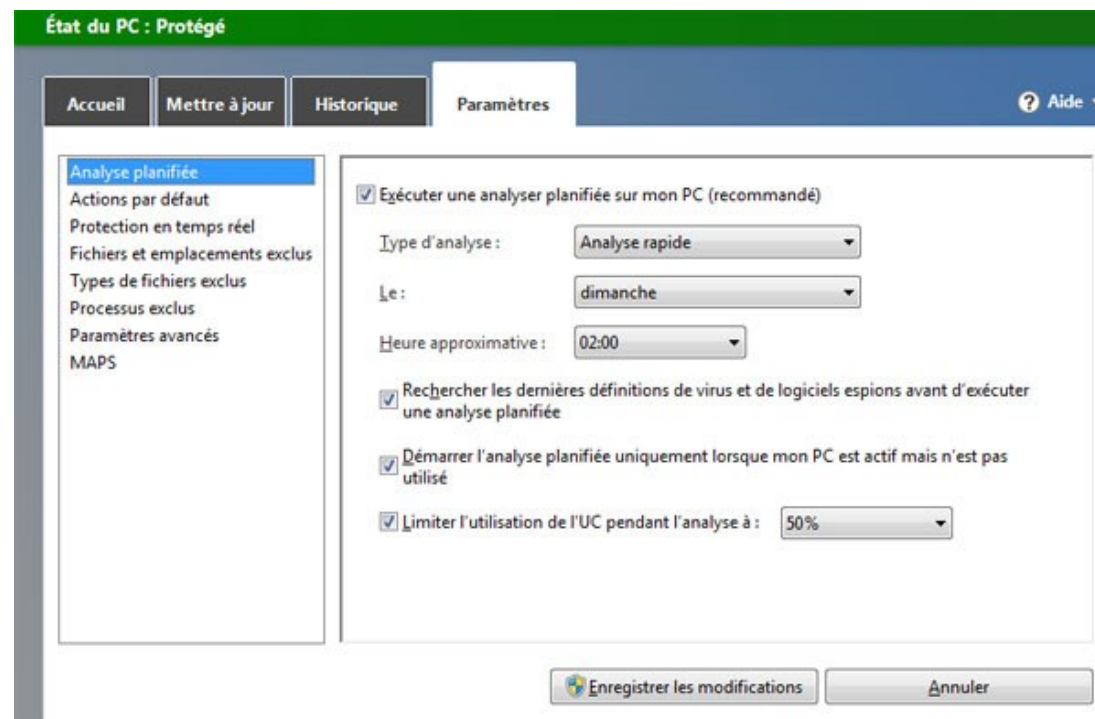 État du PC : Protégé
Accueil
Mettre à jour
Historique
Paramètres
Aide
Analyse planifiée
Actions par défaut
Protection en temps réel
Fichiers et emplacements exclus
Types de fichiers exclus
Processus exclus
Paramètres avancés
MAPS
Exécuter une analyser planifiée sur mon PC (recommandé)
Type d'analyse :
Analyse rapide
Le :
dimanche
Heure approximative :
02:00
Rechercher les dernières définitions de virus et de logiciels espions avant d'exécuter
une analyse planifiée
Démarrer l'analyse planifiée uniquement lorsque mon PC est actif mais n'est pas
utilisé
Limiter l'utilisation de l'UC pendant l'analyse à :
50%
Enregistrer les modifications
Annuler